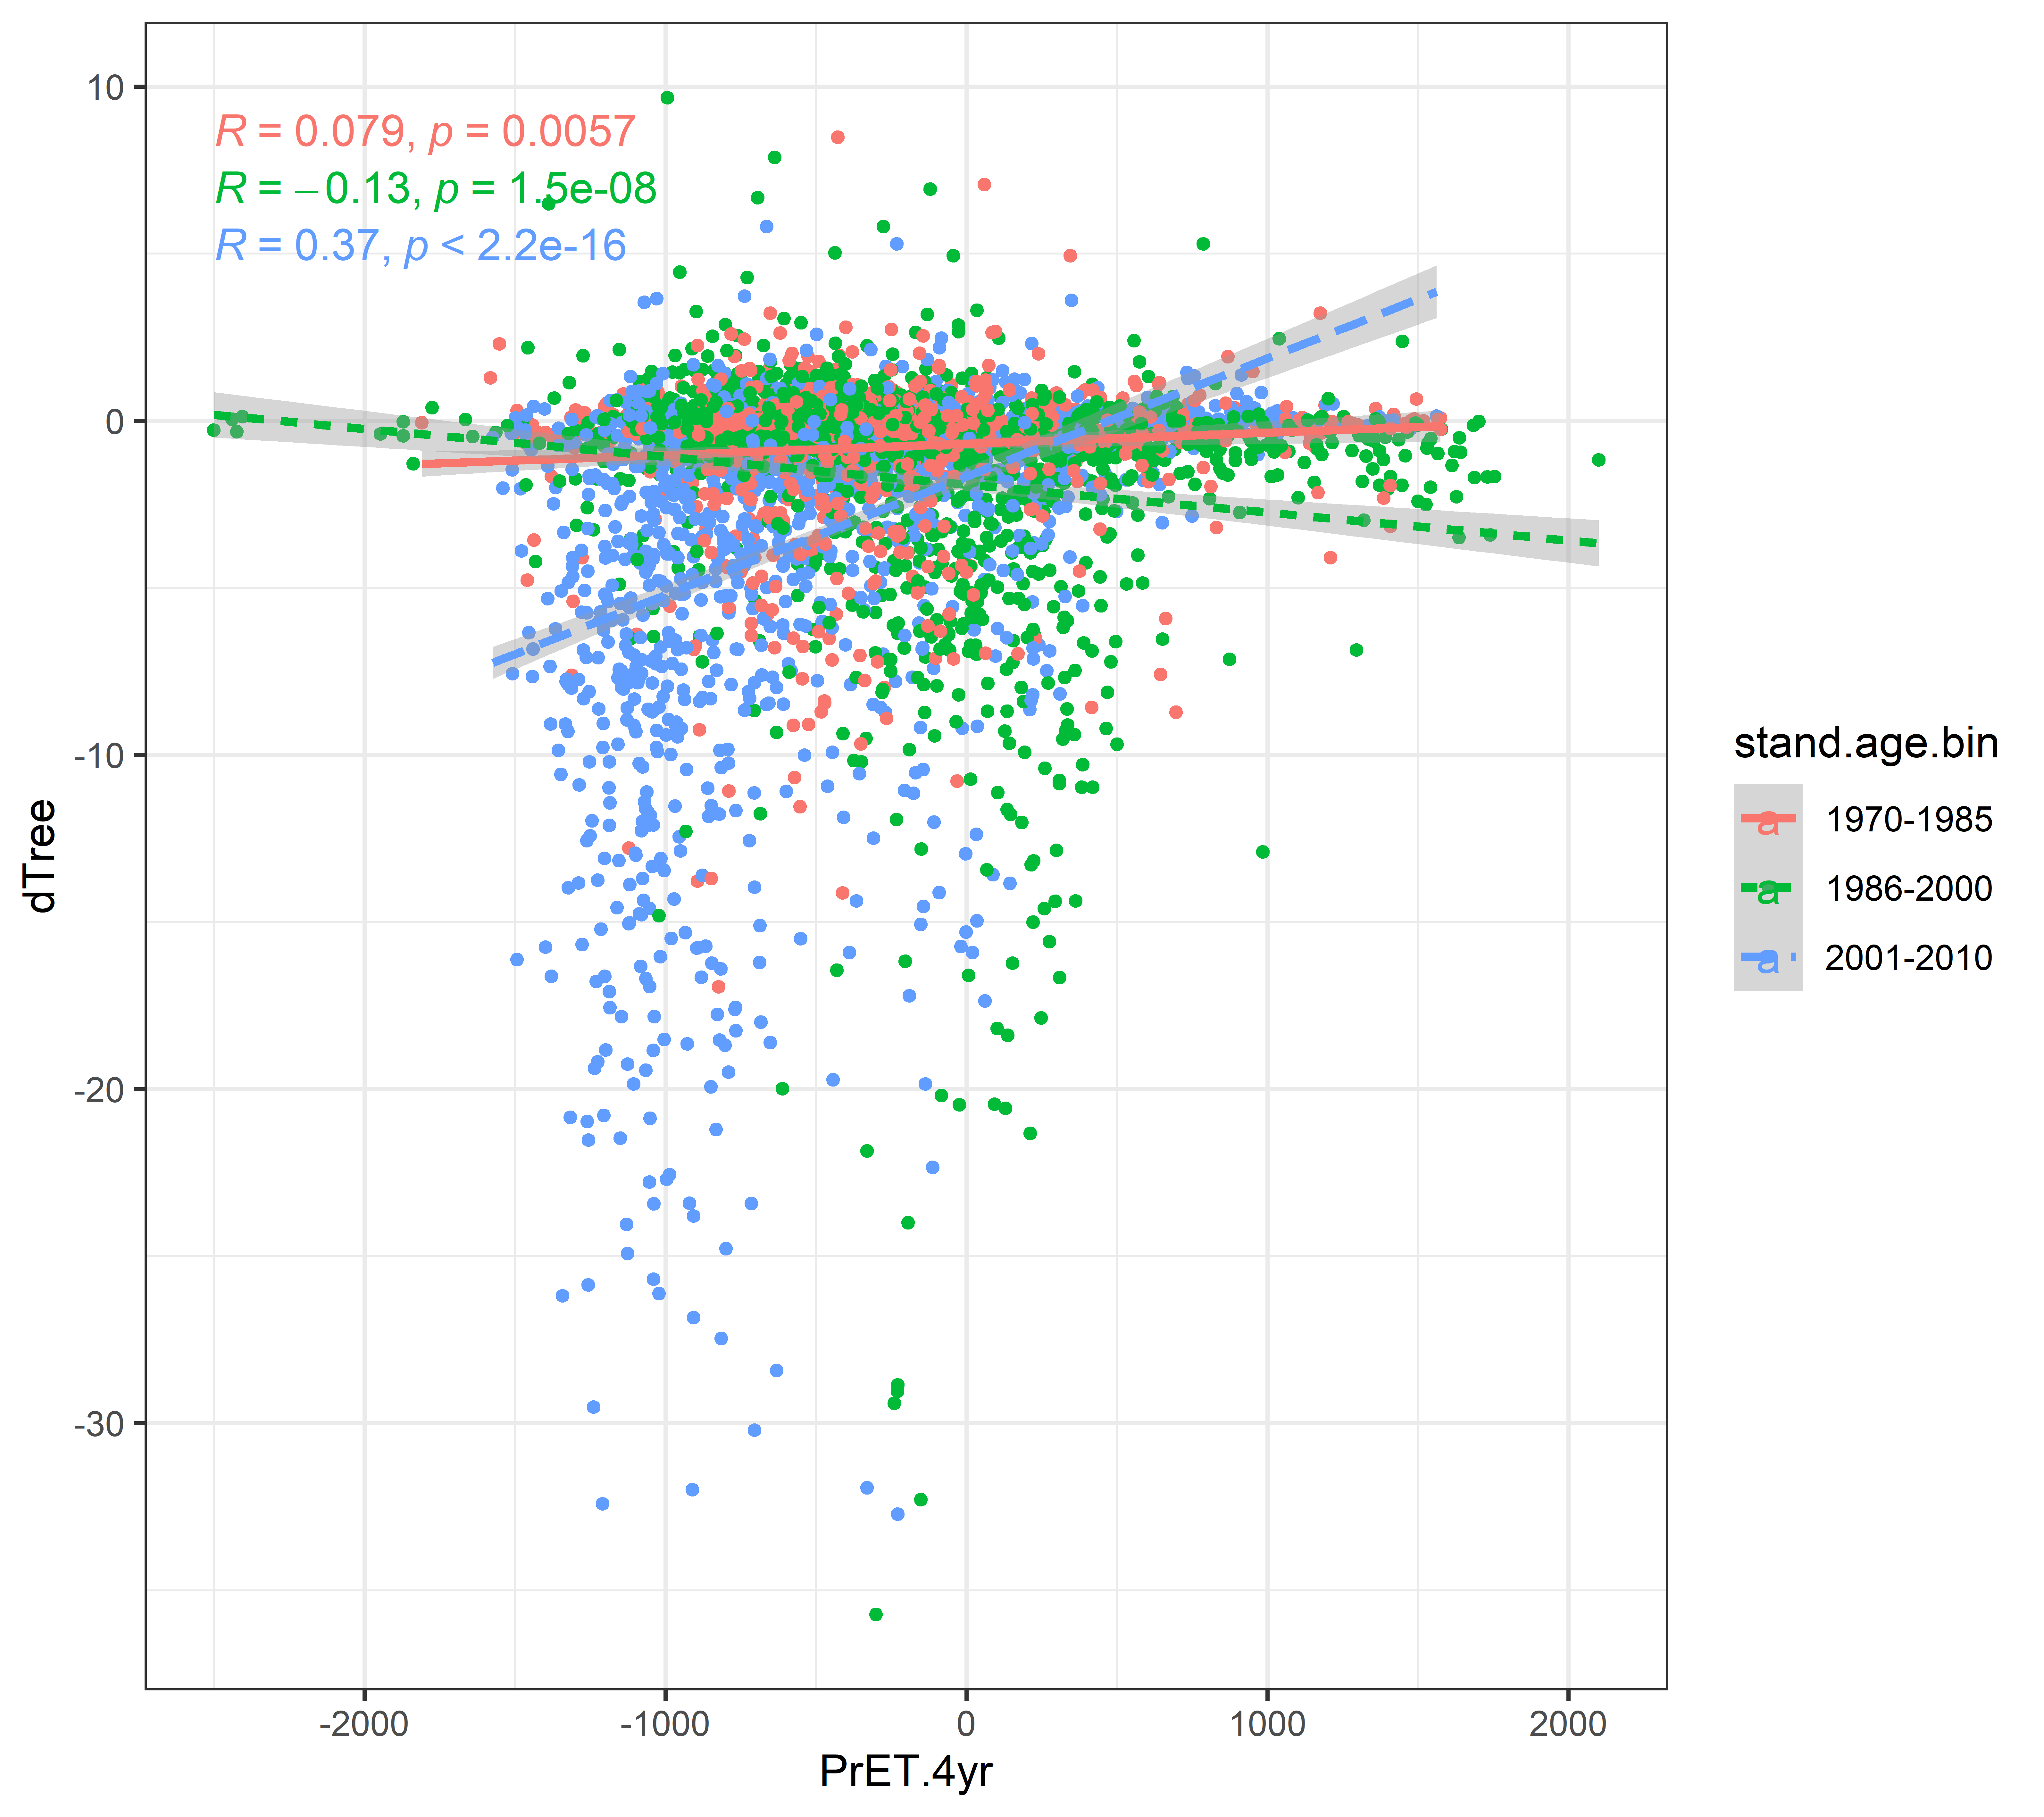 R = 0.079, p = 0.0057
R = −0.13, p = 1.5e-08
R = 0.37, p < 2.2e-16
10
0
-10
-20
-30
dTree
-2000 -1000 0 1000 2000
PrET.4yr
stand.age.bin
a 1970-1985
a 1986-2000
a 2001-2010